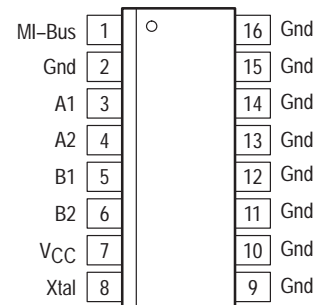 MI–Bus 1 16 Gnd
Gnd 2 15 Gnd
A1 3 14 Gnd
A2 4 13 Gnd
B1 5 12 Gnd
B2 6 11 Gnd
VCC 7 10 Gnd
Xtal 8 9 Gnd